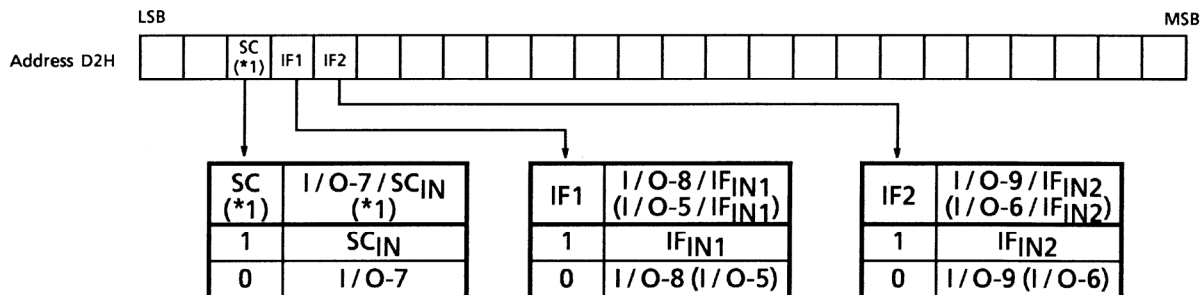 LSB MSB
Address D2H SC (*1) IF1 IF2
SC (*1) I/O-7/SCIN (*1)
1 SCIN
0 I/O-7
IF1 I/O-8/IFIN1 (I/O-5/IFIN1)
1 IFIN1
0 I/O-8 (I/O-5)
IF2 I/O-9/IFIN2 (I/O-6/IFIN2)
1 IFIN2
0 I/O-9 (I/O-6)